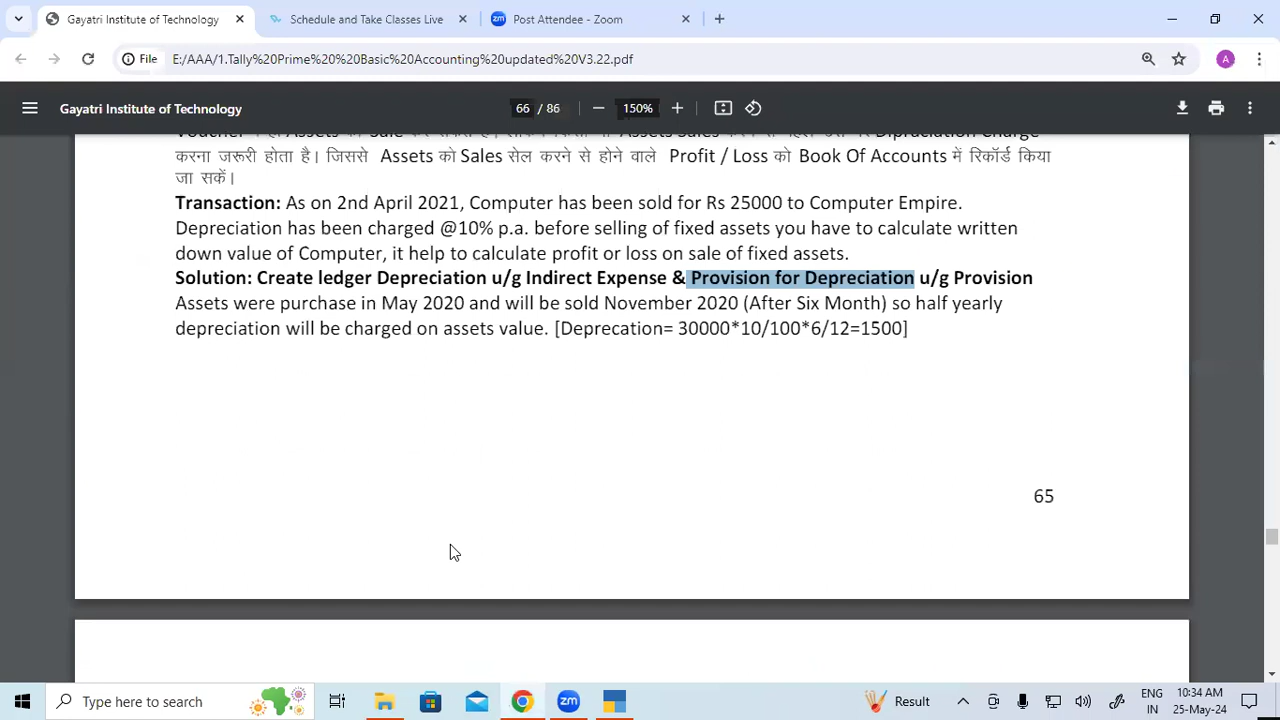 Gayatri Institute of Technology
Schedule and Take Classes Live
zm Post Attendee - Zoom
File E:/AAA/1.Tally%20Prime%20%20Basic%20Accounting%20updated%20V3.22.pdf
A
Gayatri Institute of Technology
66 / 86
150%
करना जरूरी होता है। जिससे Assets को Sales सेल करने से होने वाले Profit / Loss को Book Of Accounts में रिकॉर्ड किया
जा सकें।
Transaction: As on 2nd April 2021, Computer has been sold for Rs 25000 to Computer Empire.
Depreciation has been charged @10% p.a. before selling of fixed assets you have to calculate written
down value of Computer, it help to calculate profit or loss on sale of fixed assets.
Solution: Create ledger Depreciation u/g Indirect Expense & Provision for Depreciation u/g Provision
Assets were purchase in May 2020 and will be sold November 2020 (After Six Month) so half yearly
depreciation will be charged on assets value. [Deprecation= 30000*10/100*6/12=1500]
65
Type here to search
zm
Result
ENG
IN
10:34 AM
25-May-24